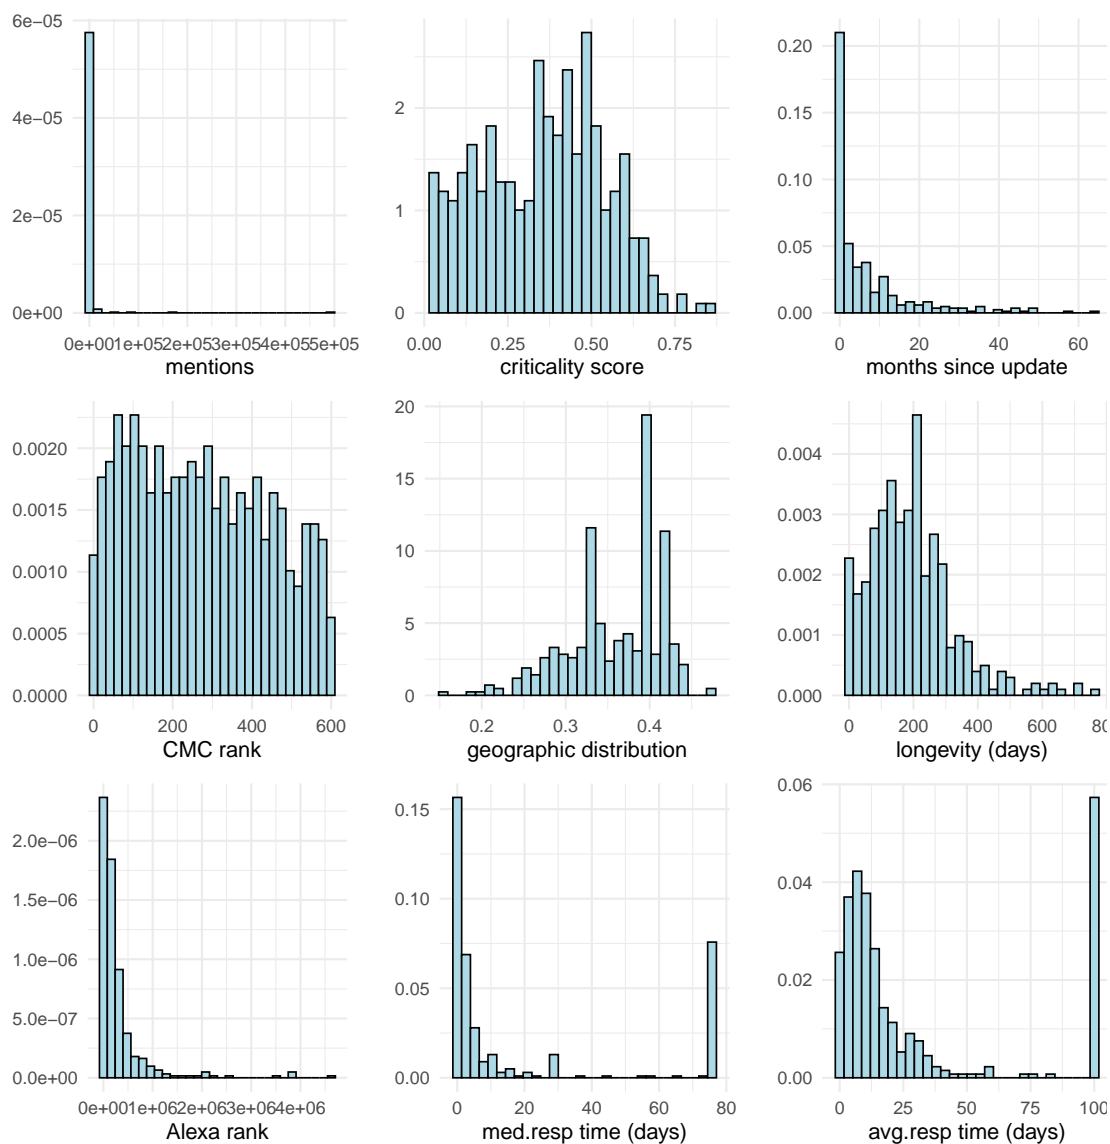 6e−05
4e−05
2e−05
0e+00
0e+001e+052e+053e+054e+055e+05
mentions
2
1
0
0.00 0.25 0.50 0.75
criticality score
0.20
0.15
0.10
0.05
0.00
0 20 40 60
months since update
0.0020
0.0015
0.0010
0.0005
0.0000
0 200 400 600
CMC rank
20
15
10
5
0
0.2 0.3 0.4
geographic distribution
0.004
0.003
0.002
0.001
0.000
0 200 400 600 80
longevity (days)
2.0e−06
1.5e−06
1.0e−06
5.0e−07
0.0e+00
0e+001e+062e+063e+064e+06
Alexa rank
0.15
0.10
0.05
0.00
0 20 40 60 80
med.resp time (days)
0.06
0.04
0.02
0.00
0 25 50 75 100
avg.resp time (days)